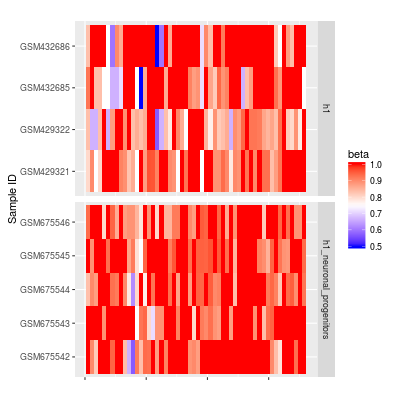 GSM432686
GSM432685
GSM429322
GSM429321
h1
GSM675546
GSM675545
GSM675544
GSM675543
GSM675542
h1_neuronal_progenitors
Sample ID
beta
1.0
0.9
0.8
0.7
0.6
0.5